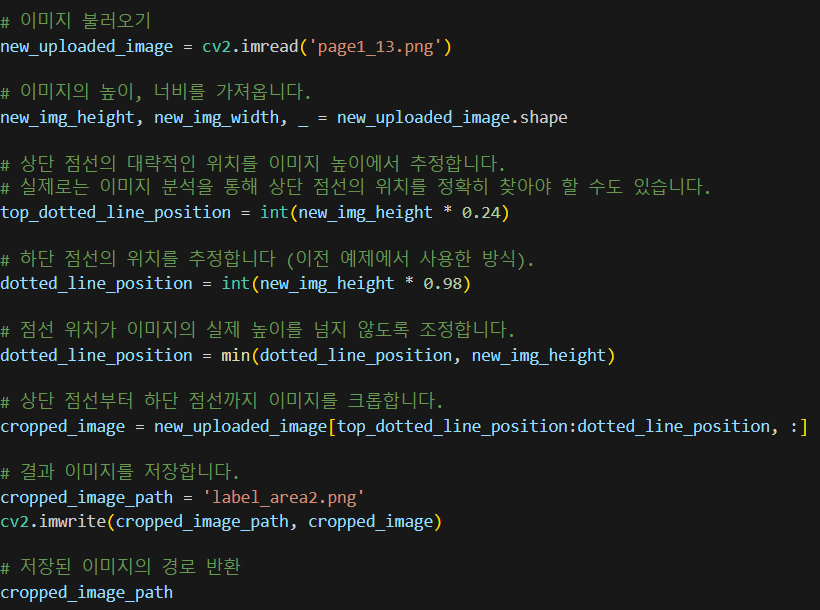 # 이미지 불러오기
new_uploaded_image = cv2.imread('page1_13.png')
# 이미지의 높이, 너비를 가져옵니다.
new_img_height, new_img_width, _ = new_uploaded_image.shape
# 상단 점선의 대략적인 위치를 이미지 높이에서 추정합니다.
# 실제로는 이미지 분석을 통해 상단 점선의 위치를 정확히 찾아야 할 수도 있습니다.
top_dotted_line_position = int(new_img_height * 0.24)
# 하단 점선의 위치를 추정합니다 (이전 예제에서 사용한 방식).
dotted_line_position = int(new_img_height * 0.98)
# 점선 위치가 이미지의 실제 높이를 넘지 않도록 조정합니다.
dotted_line_position = min(dotted_line_position, new_img_height)
# 상단 점선부터 하단 점선까지 이미지를 크롭합니다.
cropped_image = new_uploaded_image[top_dotted_line_position:dotted_line_position, :]
# 결과 이미지를 저장합니다.
cropped_image_path = 'label_area2.png'
cv2.imwrite(cropped_image_path, cropped_image)
# 저장된 이미지의 경로 반환
cropped_image_path